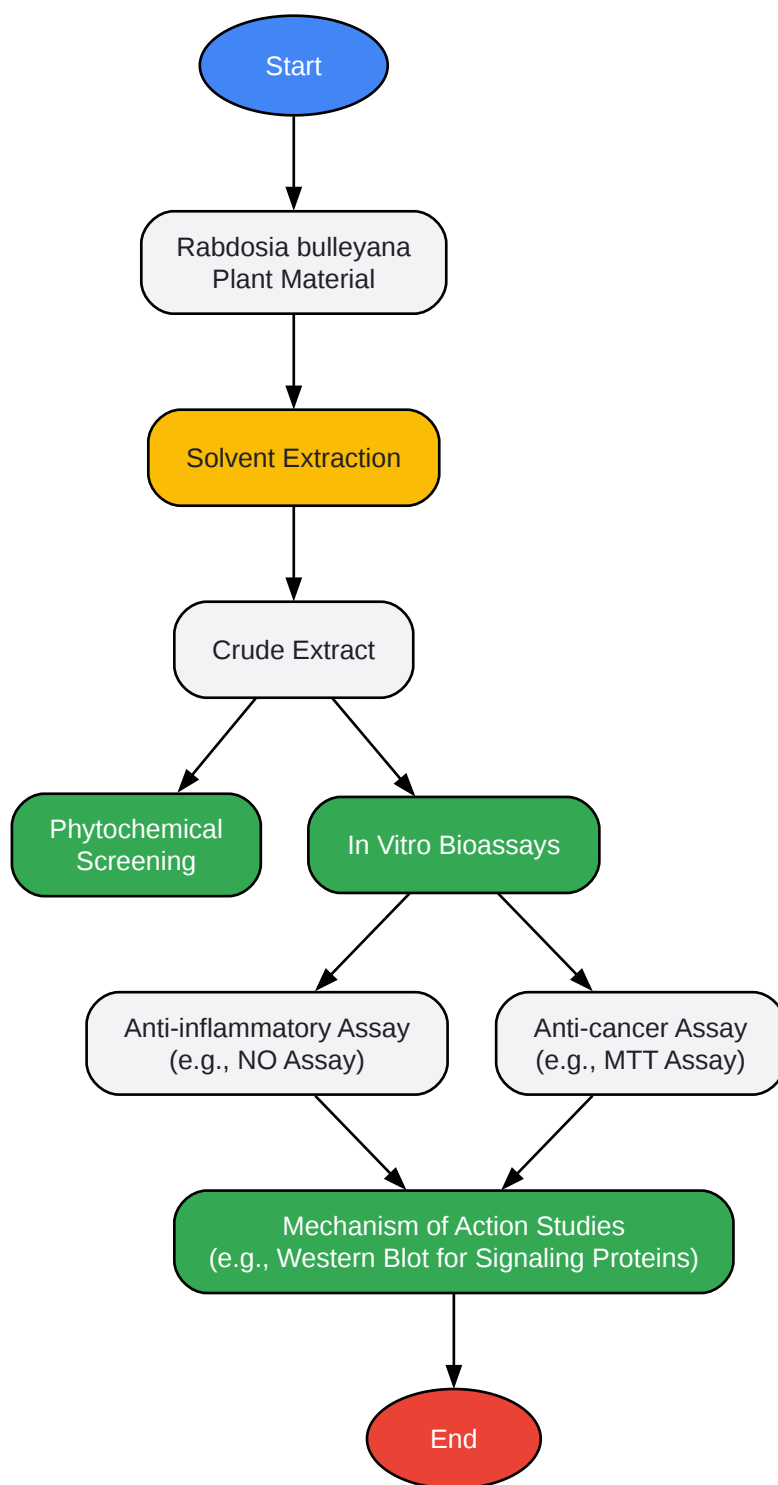 Start
Rabdosia bulleyana
Plant Material
Solvent Extraction
Crude Extract
Phytochemical
Screening
In Vitro Bioassays
Anti-inflammatory Assay
(e.g., NO Assay)
Anti-cancer Assay
(e.g., MTT Assay)
Mechanism of Action Studies
(e.g., Western Blot for Signaling Proteins)
End